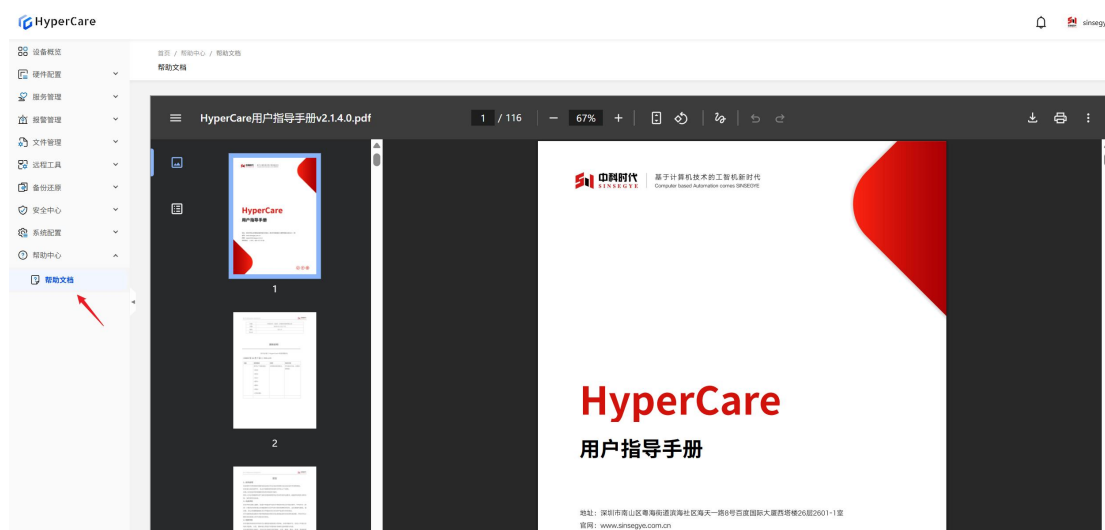 HyperCare
sinsegy
设备概览
硬件配置
服务管理
报警管理
文件管理
远程工具
备份还原
安全中心
系统配置
帮助中心
帮助文档
首页 / 帮助中心 / 帮助文档
帮助文档
HyperCare用户指导手册v2.1.4.0.pdf
1 / 116
67%
HyperCare
用户指导手册
1
2
中科时代
SINSEGYE
基于计算机技术的工智机新时代
Computer based Automation comes SINSEGYE
HyperCare
用户指导手册
地址：深圳市南山区粤海街道滨海社区海天一路8号百度国际大厦西塔楼26层2601-1室
官网：www.sinsegye.com.cn